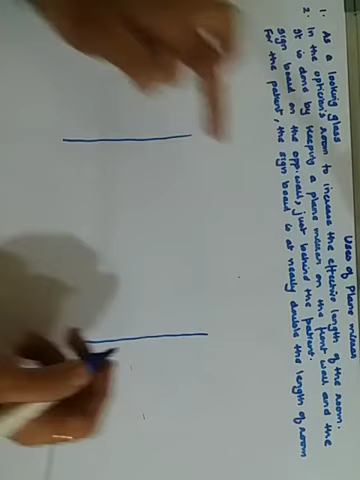 Uses of Plane mirrors
1. As a looking glass
2. In the optician's room to increase the effective length of the room.
It is done by keeping a plane mirror on the front wall and the
sign board on the opp. wall, just behind the patient.
For the patient, the sign board is at nearly double the length of room